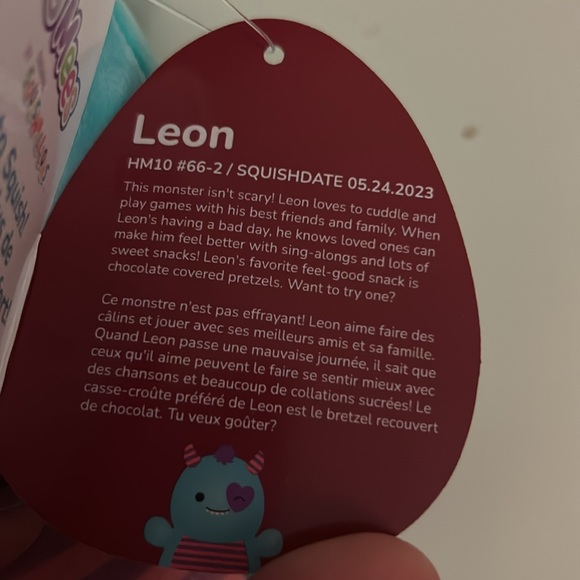 Leon
HM10 #66-2 / SQUISHDATE 05.24.2023
This monster isn't scary! Leon loves to cuddle and
play games with his best friends and family. When
Leon's having a bad day, he knows loved ones can
make him feel better with sing-alongs and lots of
sweet snacks! Leon's favorite feel-good snack is
chocolate covered pretzels. Want to try one?
Ce monstre n'est pas effrayant! Leon aime faire des
câlins et jouer avec ses meilleurs amis et sa famille.
Quand Leon passe une mauvaise journée, il sait que
ceux qu'il aime peuvent le faire se sentir mieux avec
des chansons et beaucoup de collations sucrées! Le
casse-croûte préféré de Leon est le bretzel recouvert
de chocolat. Tu veux goûter?